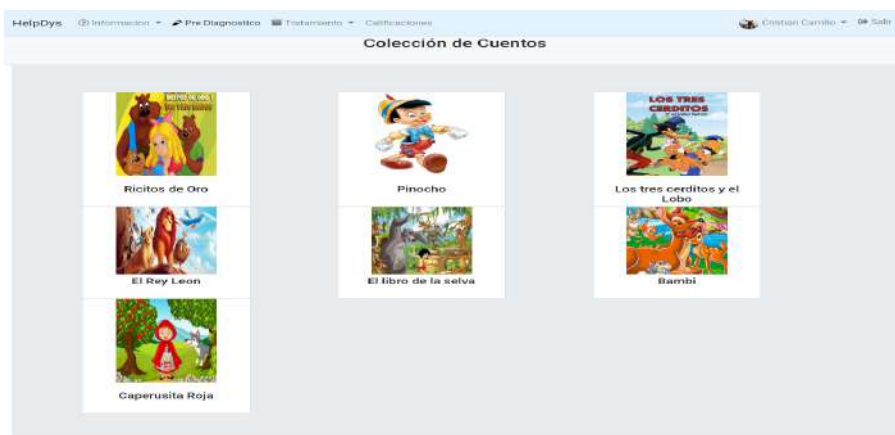 HelpDys Informacion Pre Diagnostico Tratamiento Calificaciones Cristian Carrillo Salir
Colección de Cuentos
LOS TRES
CERDITOS
Ricitos de Oro Pinocho Los tres cerditos y el
Lobo
El Rey Leon El libro de la selva Bambi
Caperusita Roja